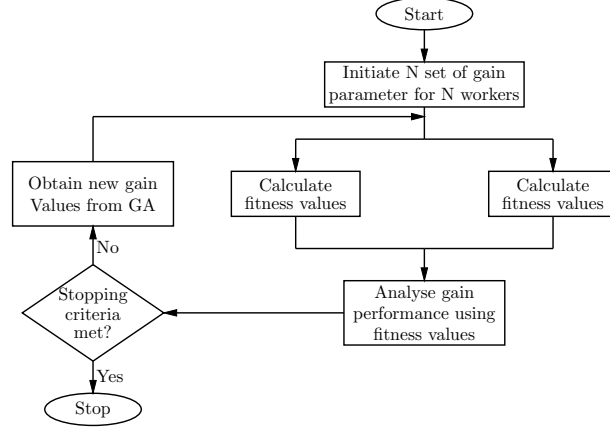 Start
Initiate N set of gain
parameter for N workers
Obtain new gain
Values from GA
Calculate
fitness values
Calculate
fitness values
No
Stopping
criteria
met?
Analyse gain
performance using
fitness values
Yes
Stop